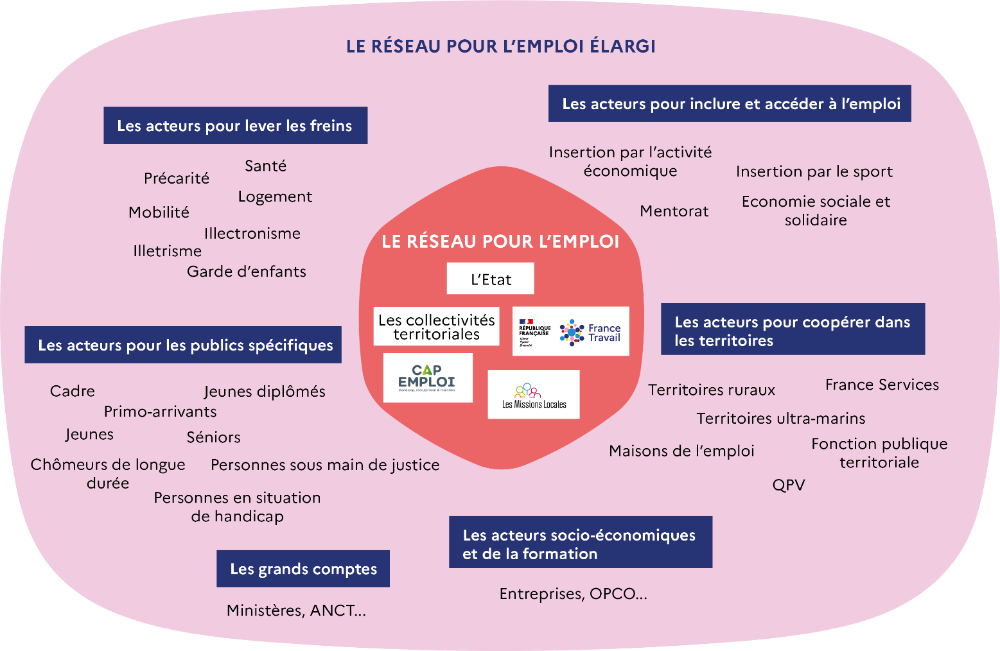 LE RÉSEAU POUR L'EMPLOI ÉLARGI
Les acteurs pour lever les freins
Précarité
Santé
Logement
Mobilité
Illectronisme
Illetrisme
Garde d'enfants
Les acteurs pour inclure et accéder à l'emploi
Insertion par l'activité
économique
Insertion par le sport
Mentorat
Economie sociale et
solidaire
LE RÉSEAU POUR L'EMPLOI
L'Etat
Les collectivités
territoriales
RÉPUBLIQUE
FRANÇAISE
Liberté
Égalité
Fraternité
France
Travail
CAP
EMPLOI
Handicap, recrutement & maintien
Les Missions Locales
Les acteurs pour les publics spécifiques
Cadre
Jeunes diplômés
Primo-arrivants
Jeunes
Séniors
Chômeurs de longue
durée
Personnes sous main de justice
Personnes en situation
de handicap
Les acteurs pour coopérer dans
les territoires
Territoires ruraux
France Services
Territoires ultra-marins
Maisons de l'emploi
Fonction publique
territoriale
QPV
Les grands comptes
Ministères, ANCT...
Les acteurs socio-économiques
et de la formation
Entreprises, OPCO...